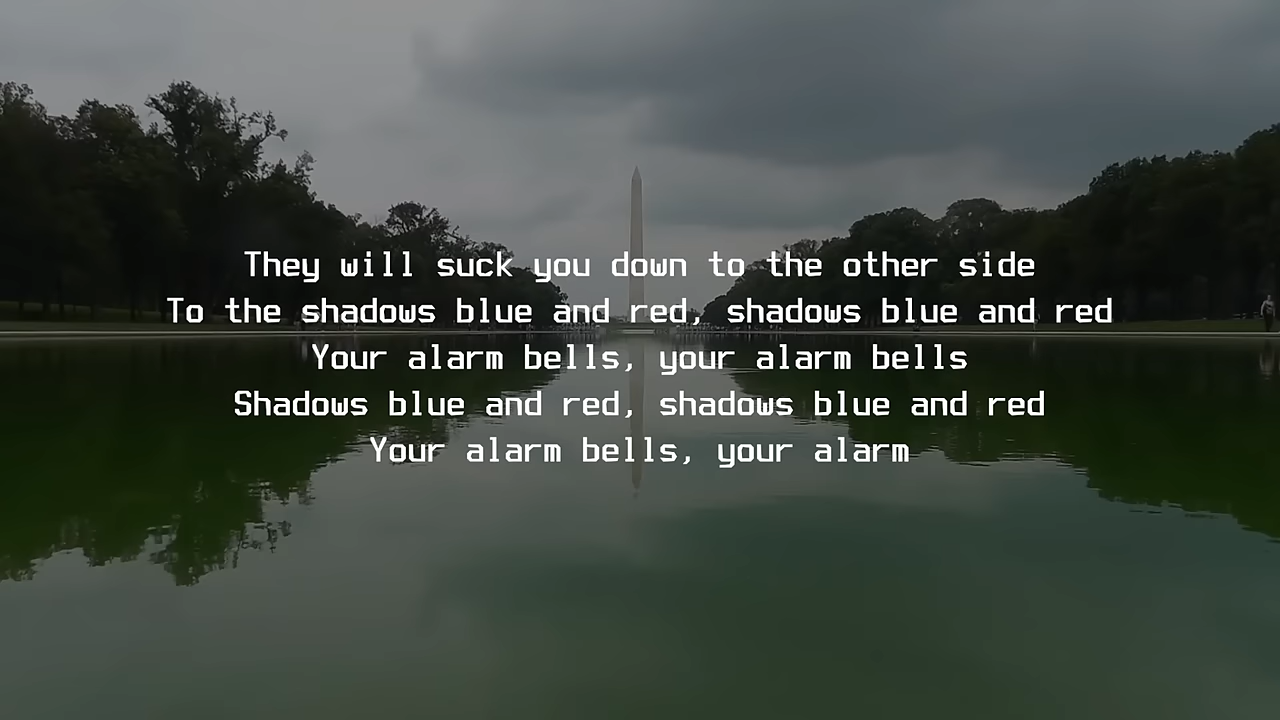 They will suck you down to the other side
To the shadows blue and red, shadows blue and red
Your alarm bells, your alarm bells
Shadows blue and red, shadows blue and red
Your alarm bells, your alarm